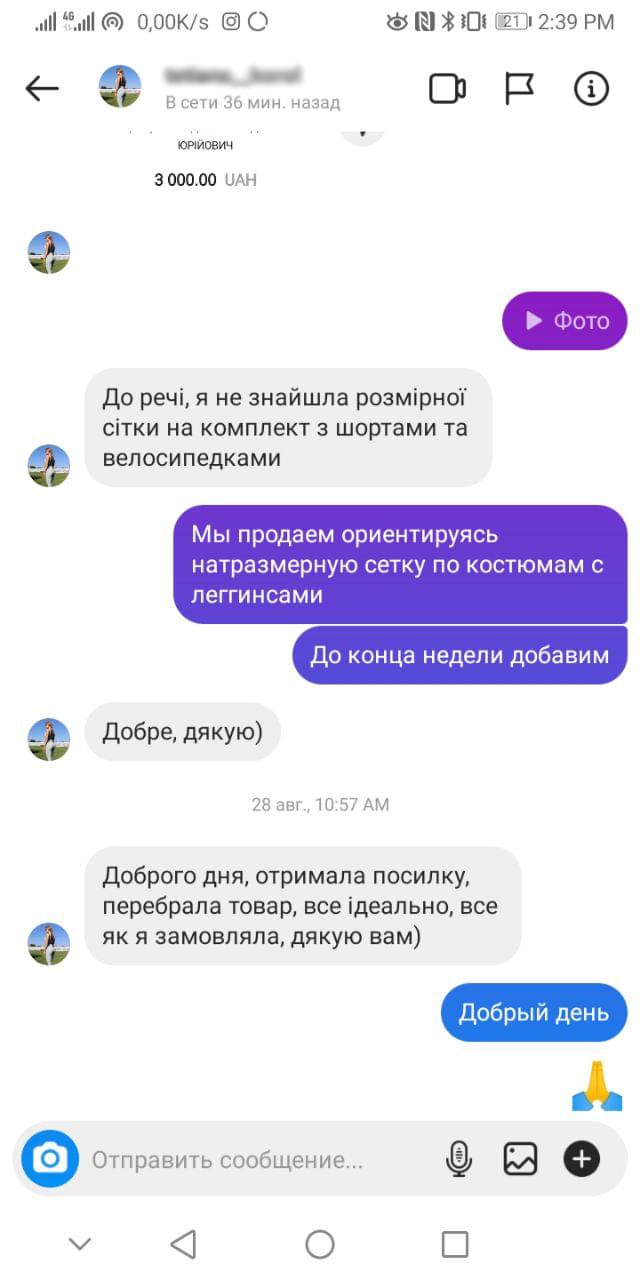 4G 0,00K/s 21 2:39 PM
В сети 36 мин. назад
ЮРІЙОВИЧ
3 000.00 UAH
Фото
До речі, я не знайшла розмірної
сітки на комплект з шортами та
велосипедками
Мы продаем ориентируясь
натразмерную сетку по костюмам с
леггинсами
До конца недели добавим
Добре, дякую)
28 авг., 10:57 AM
Доброго дня, отримала посилку,
перебрала товар, все ідеально, все
як я замовляла, дякую вам)
Добрый день
Отправить сообщение...